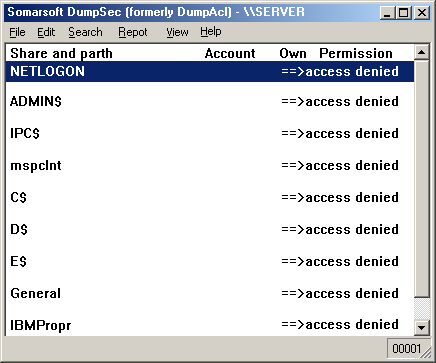 Somarsoft DumpSec (formerly DumpAcl) - \\SERVER
File Edit Search Repot View Help
Share and parth Account Own Permission
NETLOGON ==>access denied
ADMIN$ ==>access denied
IPC$ ==>access denied
mspclnt ==>access denied
C$ ==>access denied
D$ ==>access denied
E$ ==>access denied
General ==>access denied
IBMPropr ==>access denied
00001